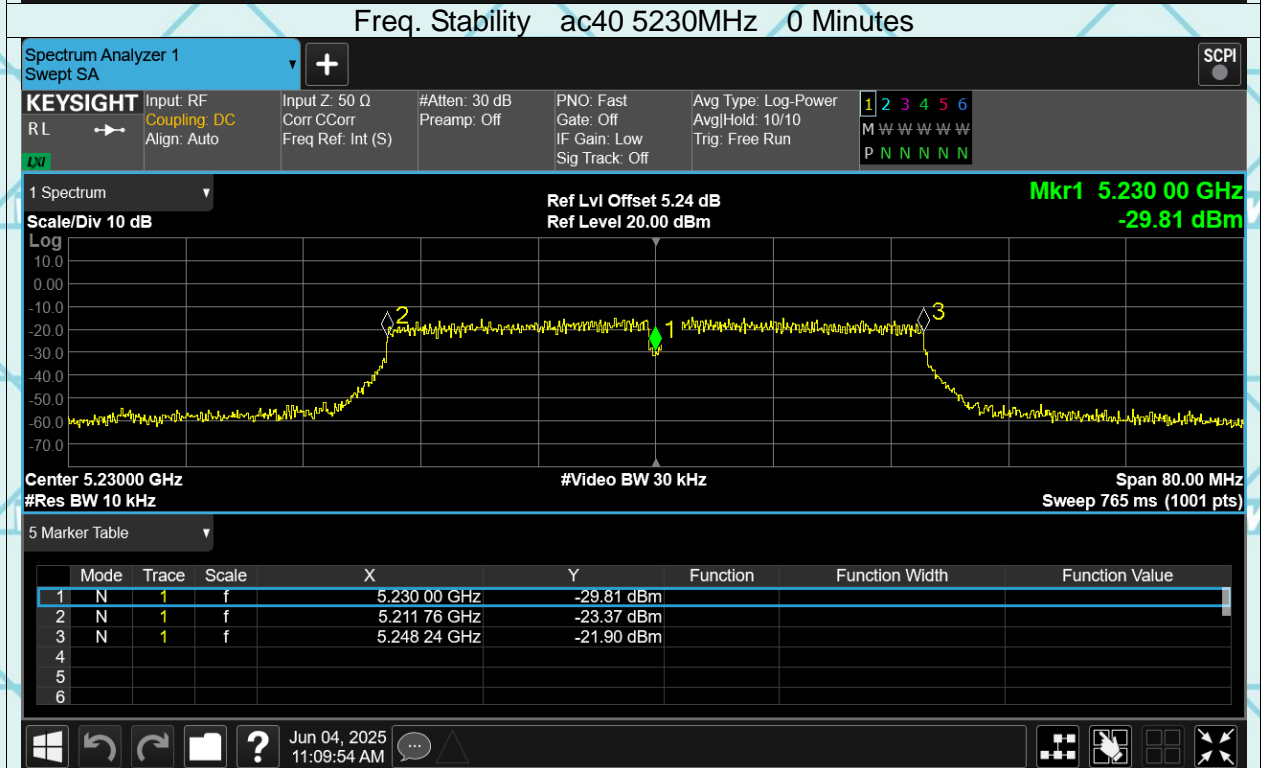 Freq. Stability ac40 5230MHz 0 Minutes
Spectrum Analyzer 1
Swept SA
SCPI
KEYSIGHT
R L
LXI
Input: RF
Coupling: DC
Align: Auto
Input Z: 50 Ω
Corr CCorr
Freq Ref: Int (S)
#Atten: 30 dB
Preamp: Off
PNO: Fast
Gate: Off
IF Gain: Low
Sig Track: Off
Avg Type: Log-Power
Avg|Hold: 10/10
Trig: Free Run
1 2 3 4 5 6
M W W W W W
P N N N N N
1 Spectrum
Scale/Div 10 dB
Ref Lvl Offset 5.24 dB
Ref Level 20.00 dBm
Mkr1 5.230 00 GHz
-29.81 dBm
Log
10.0
0.00
-10.0
-20.0
-30.0
-40.0
-50.0
-60.0
-70.0
2
1
3
Center 5.23000 GHz
#Video BW 30 kHz
Span 80.00 MHz
#Res BW 10 kHz
Sweep 765 ms (1001 pts)
5 Marker Table
Mode Trace Scale X Y Function Function Width Function Value
1 N 1 f 5.230 00 GHz -29.81 dBm
2 N 1 f 5.211 76 GHz -23.37 dBm
3 N 1 f 5.248 24 GHz -21.90 dBm
4
5
6
?
Jun 04, 2025
11:09:54 AM